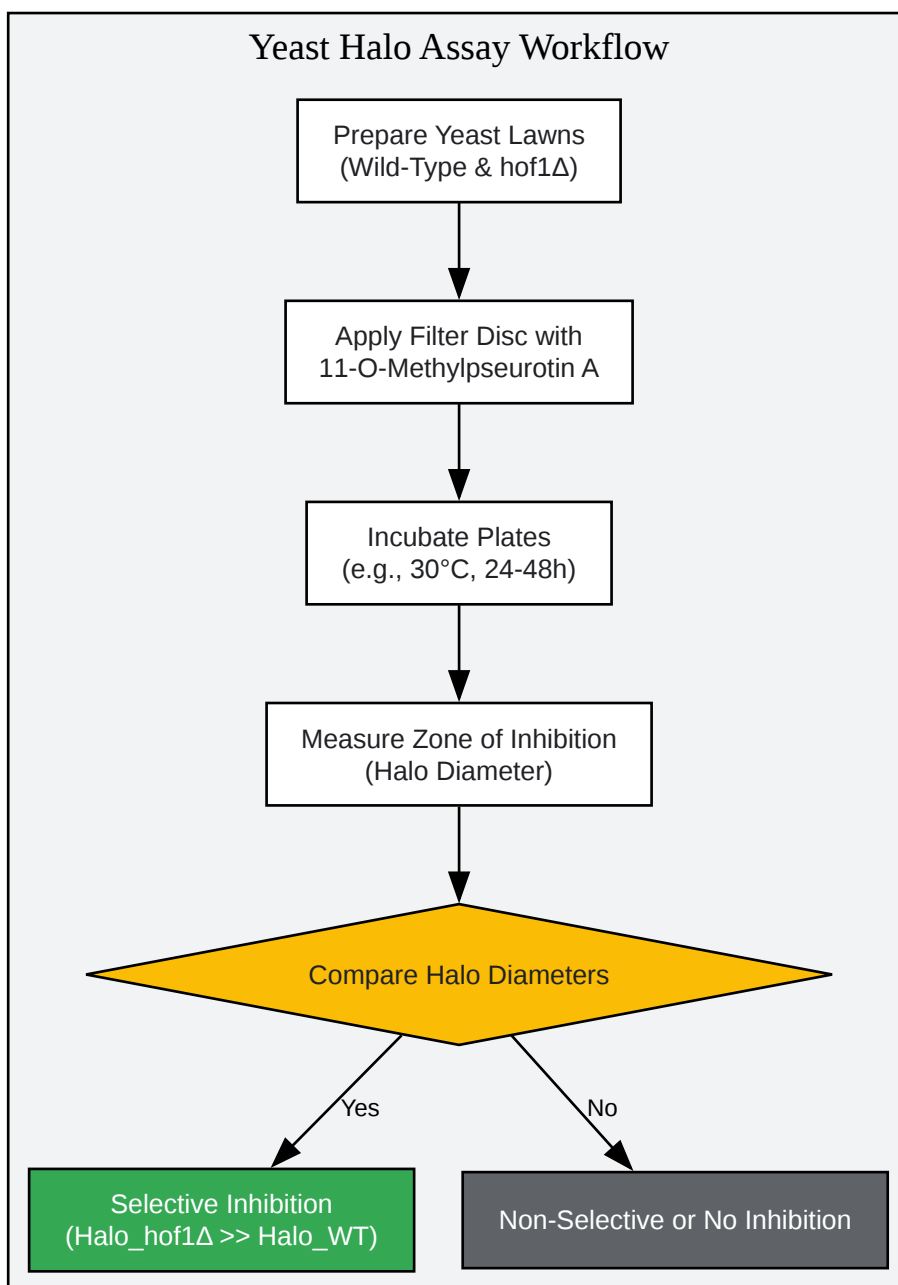 Yeast Halo Assay Workflow
Prepare Yeast Lawns
(Wild-Type & hof1Δ)
Apply Filter Disc with
11-O-Methylpseurotin A
Incubate Plates
(e.g., 30°C, 24-48h)
Measure Zone of Inhibition
(Halo Diameter)
Compare Halo Diameters
Yes
No
Selective Inhibition
(Halo_hof1Δ >> Halo_WT)
Non-Selective or No Inhibition